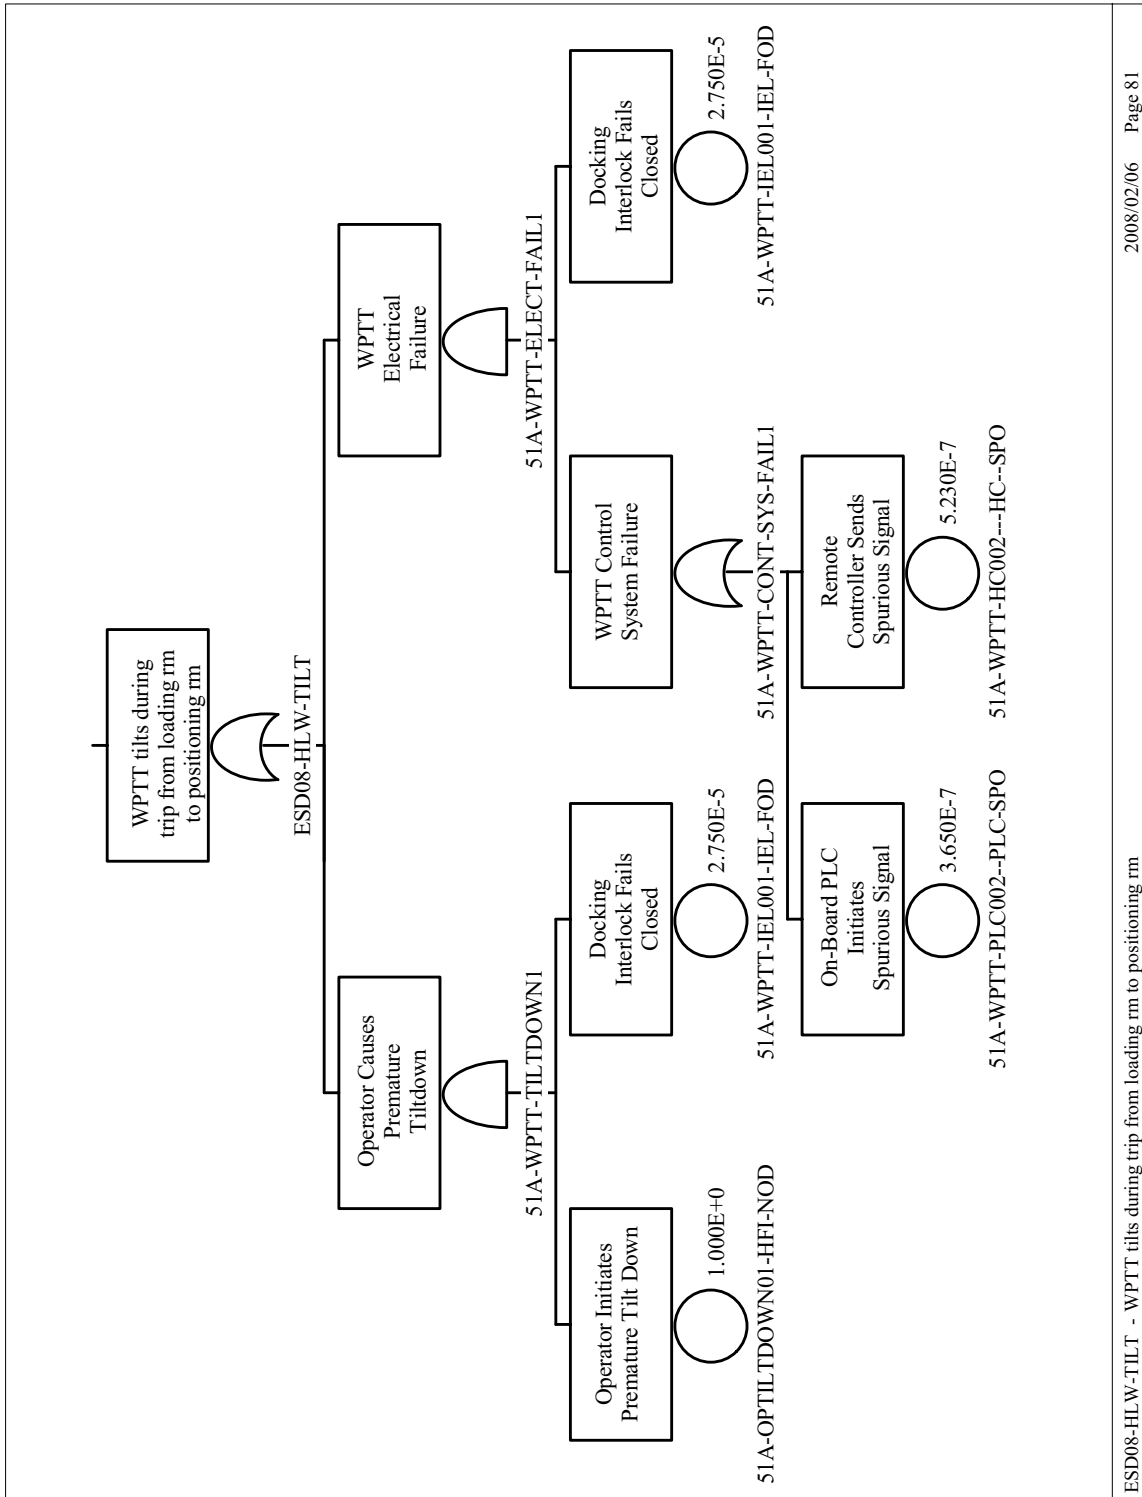 WPTT tilts during
trip from loading rm
to positioning rm
ESD08-HLW-TILT
Operator Causes
Premature
Tiltdown
51A-WPTT-TILTDOWN1
WPTT
Electrical
Failure
51A-WPTT-ELECT-FAIL1
Operator Initiates
Premature Tilt Down
1.000E+0
51A-OPTILTDOWN01-HFI-NOD
Docking
Interlock Fails
Closed
2.750E-5
51A-WPTT-IEL001-IEL-FOD
WPTT Control
System Failure
51A-WPTT-CONT-SYS-FAIL1
Docking
Interlock Fails
Closed
2.750E-5
51A-WPTT-IEL001-IEL-FOD
On-Board PLC
Initiates
Spurious Signal
3.650E-7
51A-WPTT-PLC002--PLC-SPO
Remote
Controller Sends
Spurious Signal
5.230E-7
51A-WPTT-HC002---HC--SPO
ESD08-HLW-TILT - WPTT tilts during trip from loading rm to positioning rm
2008/02/06 Page 81